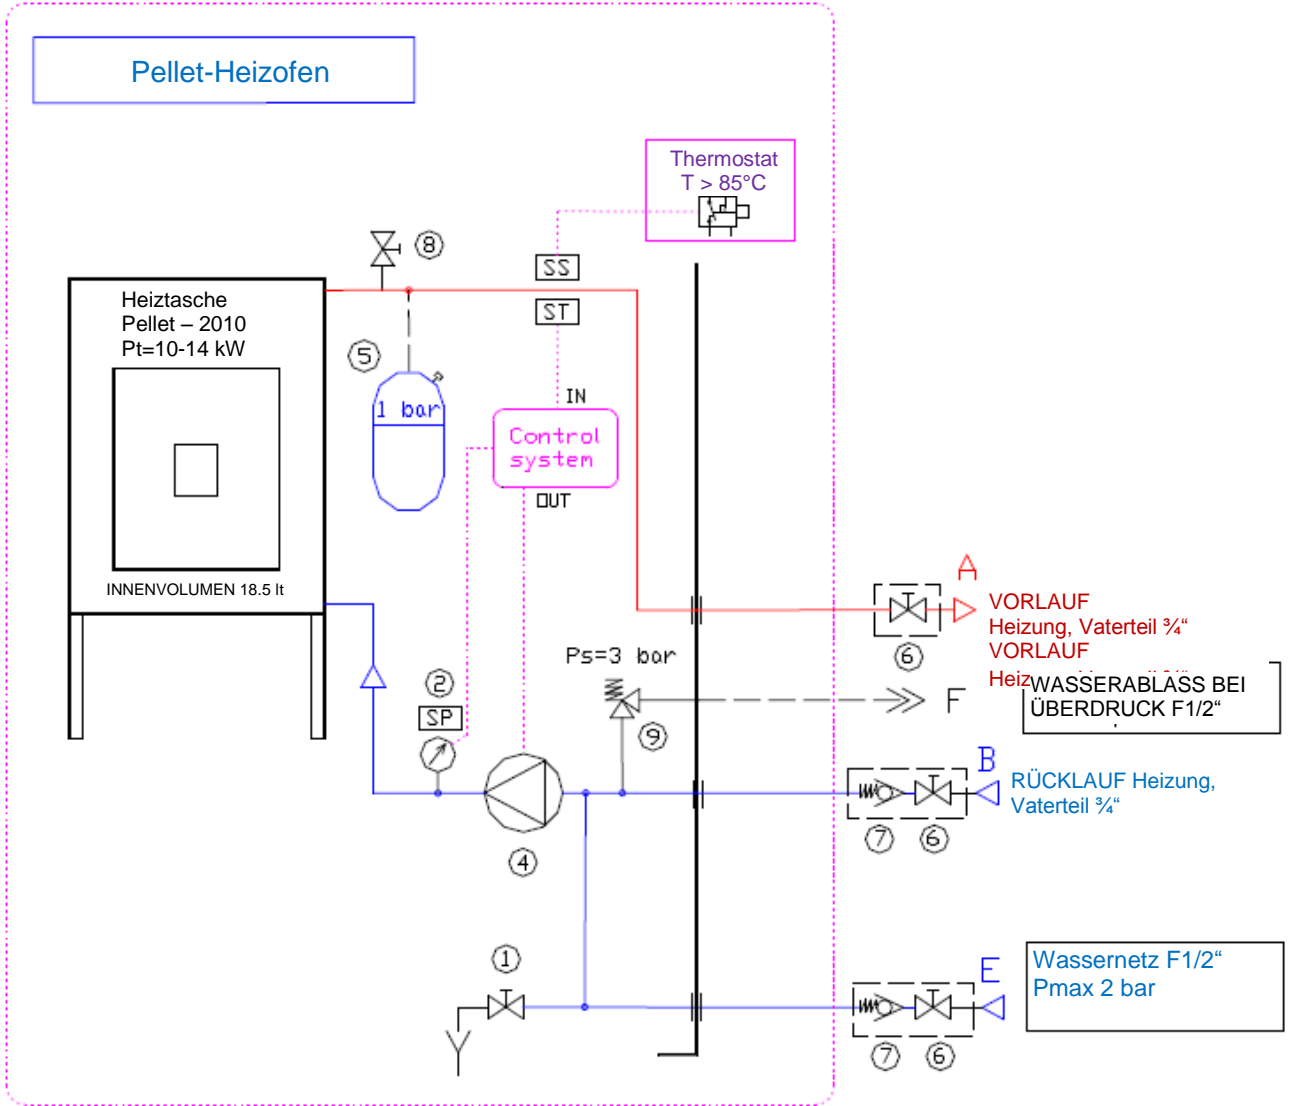 Pellet-Heizofen
Thermostat
T > 85°C
8
SS
Heiztasche
Pellet – 2010
Pt=10-14 kW
ST
5
IN
1 bar
Control
system
OUT
INNENVOLUMEN 18.5 lt
A
VORLAUF
Heizung, Vaterteil ¾“
6
VORLAUF
Ps=3 bar
2
SP
9
F
WASSERABLASS BEI
ÜBERDRUCK F1/2“
B
RÜCKLAUF Heizung,
Vaterteil ¾“
7
6
4
1
E
Wassernetz F1/2“
Pmax 2 bar
7
6